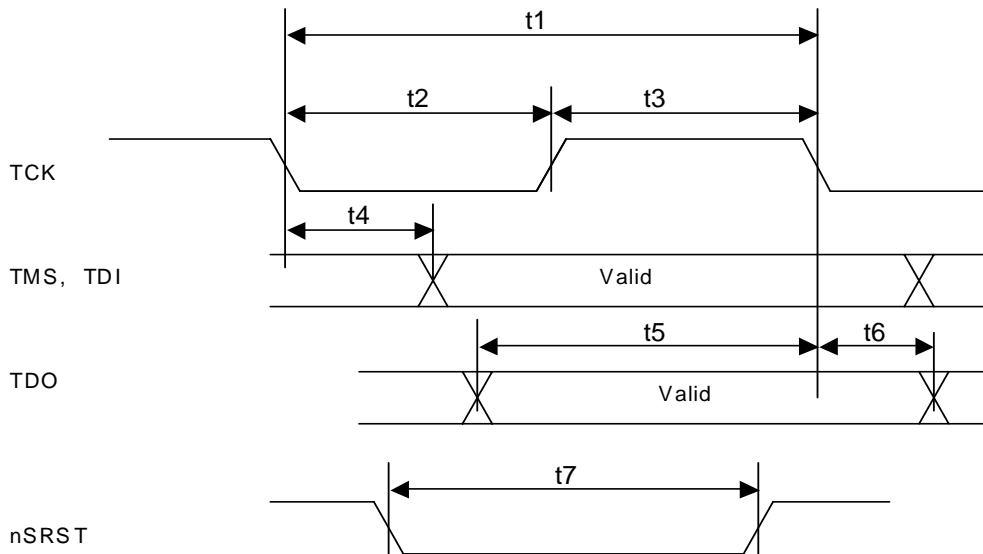 t1
t2 t3
TCK
t4
TMS, TDI Valid
t5 t6
TDO Valid
t7
nSRST